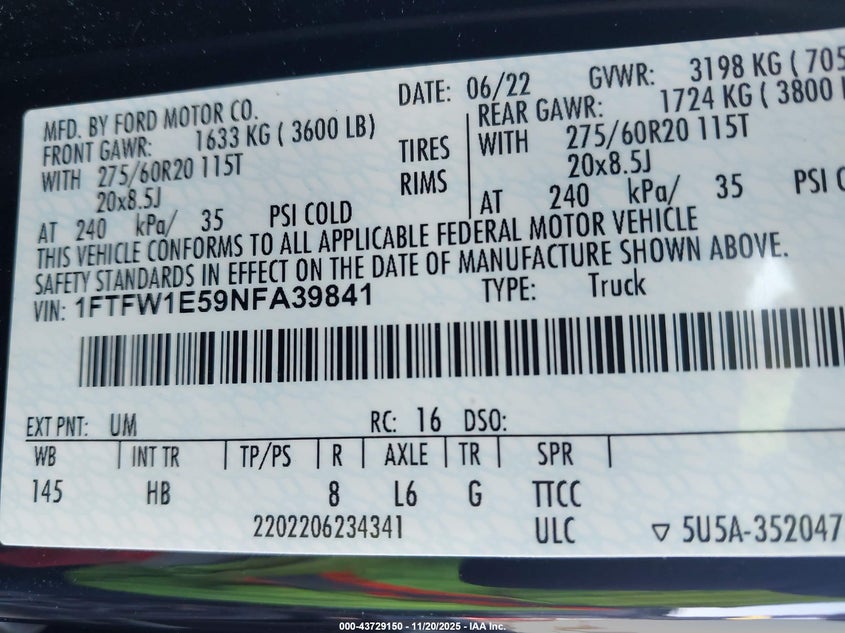 MFD. BY FORD MOTOR CO.
DATE: 06/22
GVWR: 3198 KG ( 705
FRONT GAWR: 1633 KG ( 3600 LB)
REAR GAWR: 1724 KG ( 3800
WITH 275/60R20 115T
TIRES
WITH 275/60R20 115T
20x8.5J
RIMS
20x8.5J
AT 240 kPa/ 35 PSI COLD
AT 240 kPa/ 35 PSI
THIS VEHICLE CONFORMS TO ALL APPLICABLE FEDERAL MOTOR VEHICLE
SAFETY STANDARDS IN EFFECT ON THE DATE OF MANUFACTURE SHOWN ABOVE.
VIN: 1FTFW1E59NFA39841
TYPE: Truck
EXT PNT: UM
RC: 16 DSO:
WB | INT TR | TP/PS | R | AXLE | TR | SPR |
145 HB 8 L6 G TTCC
2202206234341 ULC ▽ 5U5A-352047
000-43729150 - 11/20/2025 - IAA Inc.